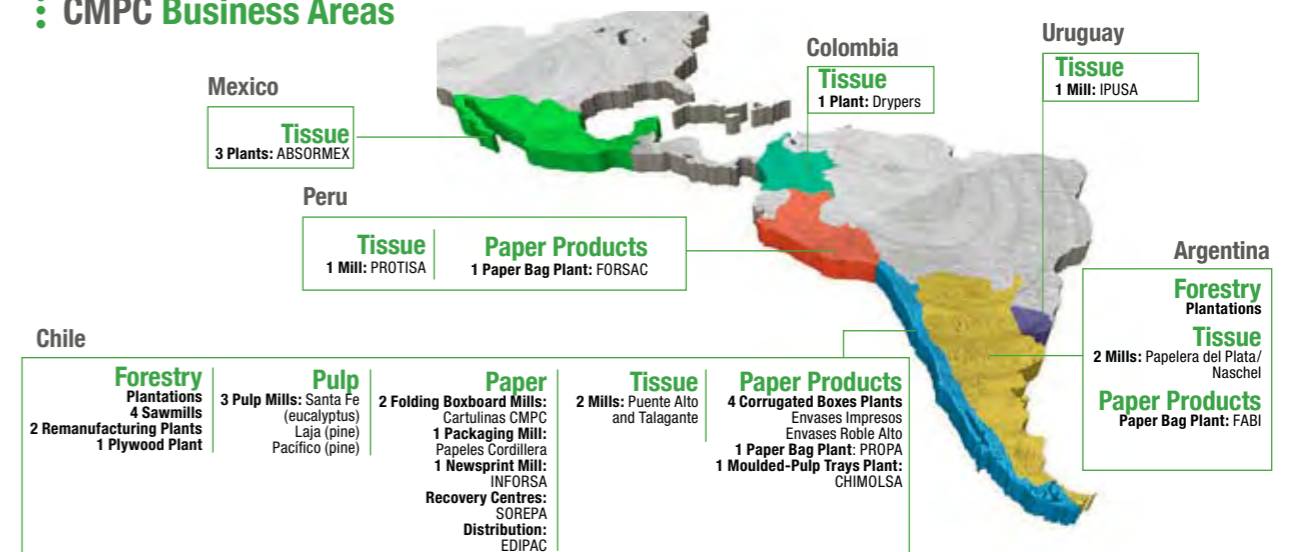 CMPC Business Areas
Mexico
Tissue
3 Plants: ABSORMEX
Colombia
Tissue
1 Plant: Drypers
Uruguay
Tissue
1 Mill: IPUSA
Peru
Tissue
1 Mill: PROTISA
Paper Products
1 Paper Bag Plant: FORSAC
Argentina
Forestry
Plantations
Tissue
2 Mills: Papelera del Plata/
Naschel
Paper Products
Paper Bag Plant: FABI
Chile
Forestry
Plantations
4 Sawmills
2 Remanufacturing Plants
1 Plywood Plant
Pulp
3 Pulp Mills: Santa Fe
(eucalyptus)
Laja (pine)
Pacífico (pine)
Paper
2 Folding Boxboard Mills:
Cartulinas CMPC
1 Packaging Mill:
Papeles Cordillera
1 Newsprint Mill:
INFORSA
Recovery Centres:
SOREPA
Distribution:
EDIPAC
Tissue
2 Mills: Puente Alto
and Talagante
Paper Products
4 Corrugated Boxes Plants
Envases Impresos
Envases Roble Alto
1 Paper Bag Plant: PROPA
1 Moulded-Pulp Trays Plant:
CHIMOLSA